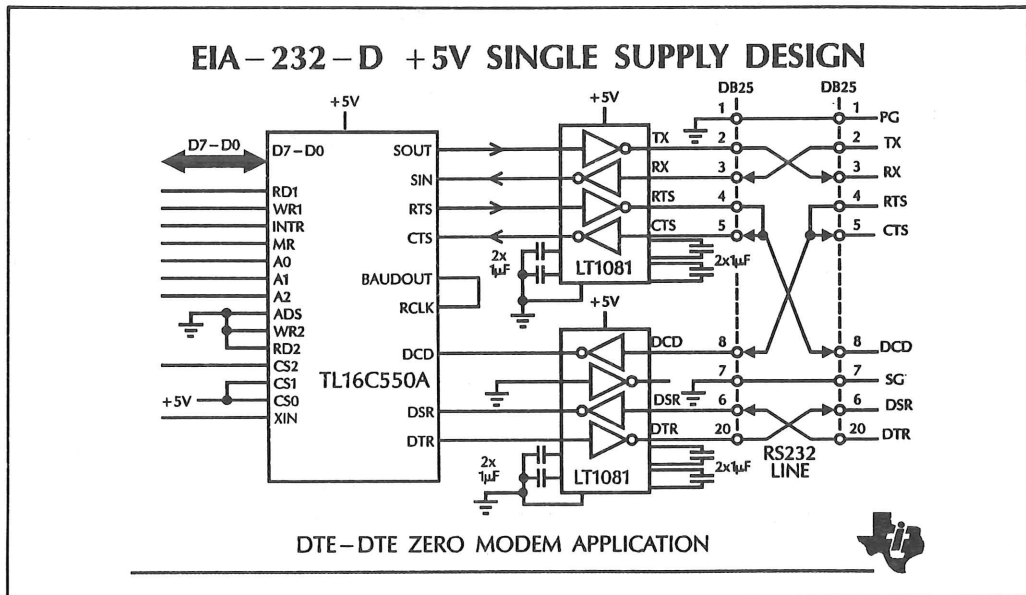 EIA-232-D +5V SINGLE SUPPLY DESIGN
DB25
DB25
+5V
+5V
D7-D0
D7-D0
SOUT
SIN
RTS
CTS
BAUDOUT
RCLK
DCD
DSR
DTR
RD1
WR1
INTR
MR
A0
A1
A2
ADS
WR2
RD2
CS2
CS1
CS0
XIN
+5V
TL16C550A
TX
RX
RTS
CTS
2x
1µF
LT1081
2x1µF
+5V
DCD
DSR
DTR
2x
1µF
LT1081
2x1µF
1
2
3
4
5
8
7
6
20
1
2
3
4
5
8
7
6
20
PG
TX
RX
RTS
CTS
DCD
SG
DSR
DTR
RS232
LINE
DTE-DTE ZERO MODEM APPLICATION